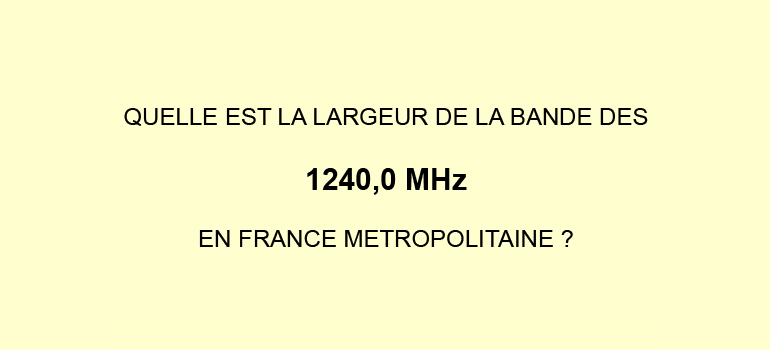 QUELLE EST LA LARGEUR DE LA BANDE DES
1240,0 MHz
EN FRANCE METROPOLITAINE ?